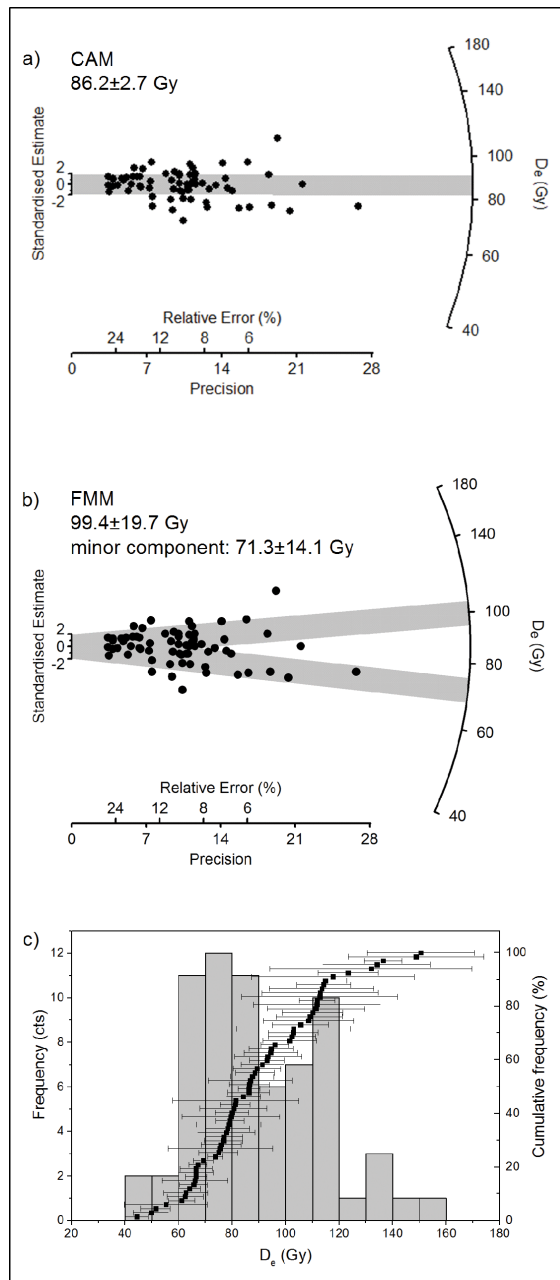 a) CAM
86.2±2.7 Gy
180
140
100
80
60
40
De (Gy)
Standardised Estimate
2
0
-2
Relative Error (%)
24 12 8 6
0 7 14 21 28
Precision
b) FMM
99.4±19.7 Gy
minor component: 71.3±14.1 Gy
180
140
100
80
60
40
De (Gy)
Standardised Estimate
2
0
-2
Relative Error (%)
24 12 8 6
0 7 14 21 28
Precision
c)
12
10
8
6
4
2
0
Frequency (cts)
100
80
60
40
20
0
Cumulative frequency (%)
20 40 60 80 100 120 140 160 180
De (Gy)